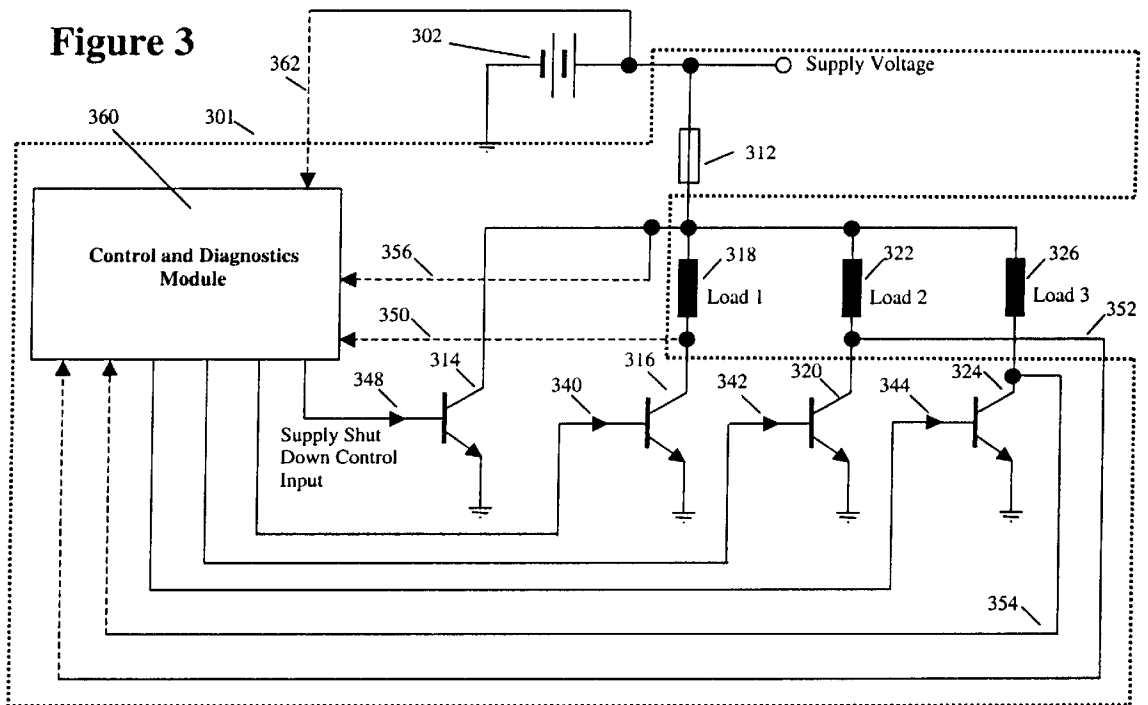 Figure 3
302
362
Supply Voltage
360
301
312
Control and Diagnostics
Module
356
318
322
326
Load 1
Load 2
Load 3
350
352
314
316
320
324
348
340
342
344
Supply Shut
Down Control
Input
354